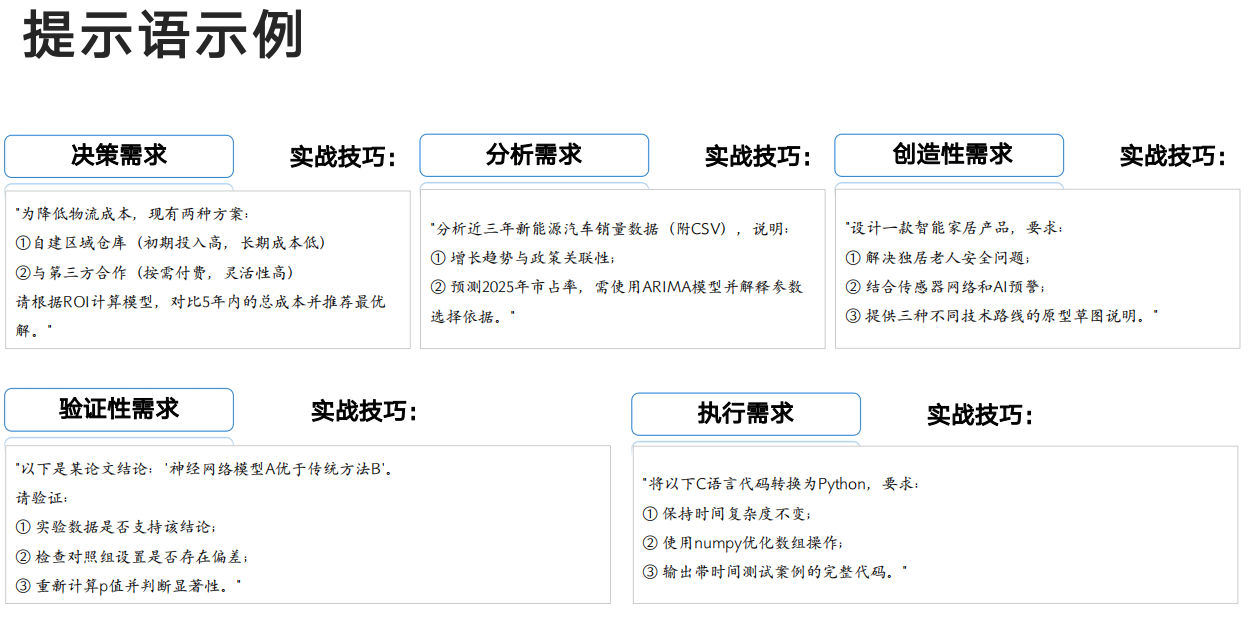 提示语示例
决策需求
实战技巧：
"为降低物流成本，现有两种方案：
①自建区域仓库（初期投入高，长期成本低）
②与第三方合作（按需付费，灵活性高）
请根据ROI计算模型，对比5年内的总成本并推荐最优
解。"
分析需求
实战技巧：
"分析近三年新能源汽车销量数据（附CSV），说明：
① 增长趋势与政策关联性；
② 预测2025年市占率，需使用ARIMA模型并解释参数
选择依据。"
创造性需求
实战技巧：
"设计一款智能家居产品，要求：
① 解决独居老人安全问题；
② 结合传感器网络和AI预警；
③ 提供三种不同技术路线的原型草图说明。"
验证性需求
实战技巧：
"以下是某论文结论：'神经网络模型A优于传统方法B'。
请验证：
① 实验数据是否支持该结论；
② 检查对照组设置是否存在偏差；
③ 重新计算p值并判断显著性。"
执行需求
实战技巧：
"将以下C语言代码转换为Python，要求：
① 保持时间复杂度不变；
② 使用numpy优化数组操作；
③ 输出带时间测试案例的完整代码。"